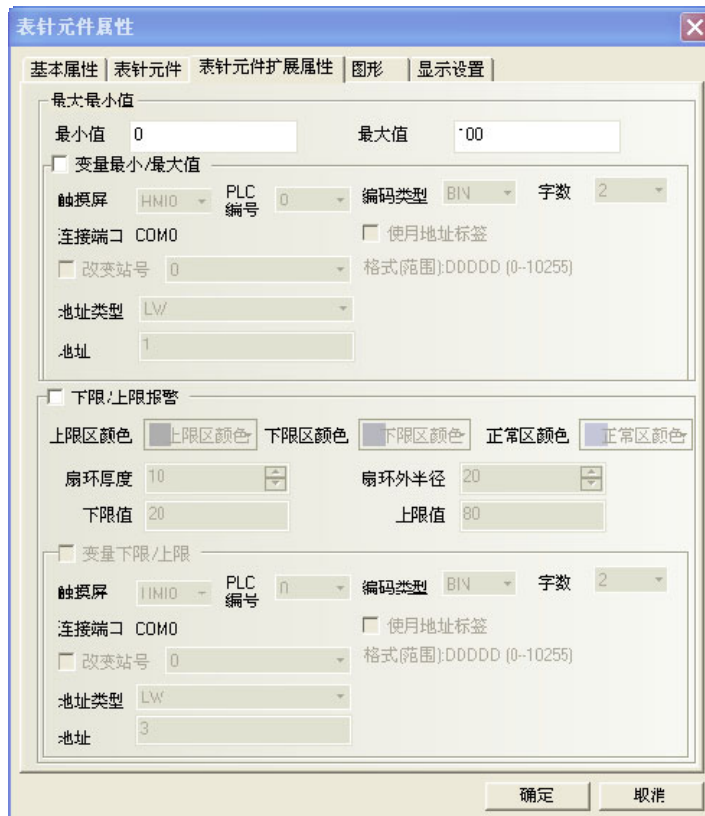 表针元件属性
基本属性 表针元件 表针元件扩展属性 图形 显示设置
最大最小值
最小值 0 最大值 100
变量最小/最大值
触摸屏 HMI0 PLC编号 0 编码类型 BIN 字数 2
连接端口 COM0 使用地址标签
改变站号 0 格式(范围):DDDDD (0--10255)
地址类型 LW
地址 1
下限/上限报警
上限区颜色 上限区颜色 下限区颜色 下限区颜色 正常区颜色 正常区颜色
扇环厚度 10 扇环外半径 20
下限值 20 上限值 80
变量下限/上限
触摸屏 HMI0 PLC编号 0 编码类型 BIN 字数 2
连接端口 COM0 使用地址标签
改变站号 0 格式(范围):DDDDD (0--10255)
地址类型 LW
地址 3
确定 取消